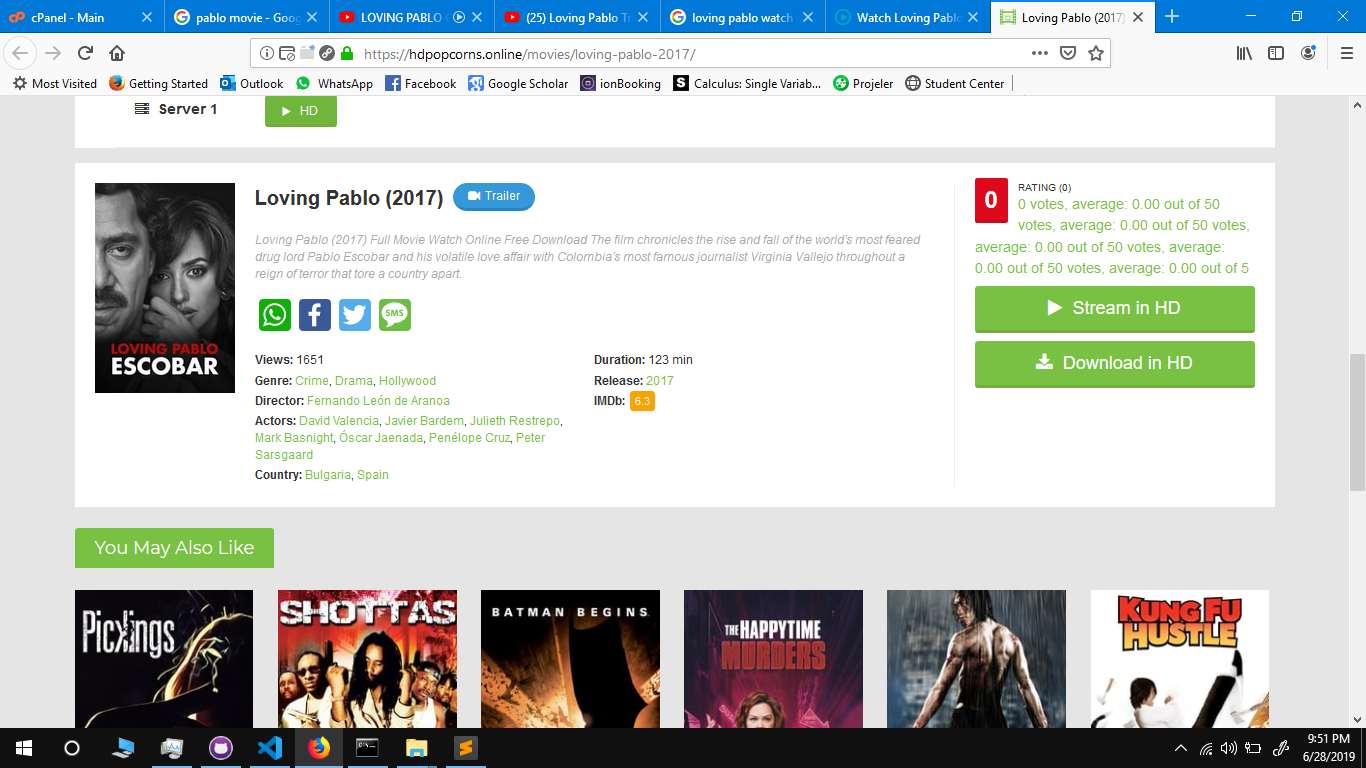 cPanel - Main
pablo movie - Goog
LOVING PABLO
(25) Loving Pablo Tr
loving pablo watch
Watch Loving Pablo
Loving Pablo (2017)
https://hdpopcorns.online/movies/loving-pablo-2017/
Most Visited
Getting Started
Outlook
WhatsApp
Facebook
Google Scholar
ionBooking
Calculus: Single Variab...
Projeler
Student Center
Server 1
HD
Loving Pablo (2017)
Trailer
Loving Pablo (2017) Full Movie Watch Online Free Download The film chronicles the rise and fall of the world's most feared
drug lord Pablo Escobar and his volatile love affair with Colombia's most famous journalist Virginia Vallejo throughout a
reign of terror that tore a country apart.
SMS
LOVING PABLO
ESCOBAR
Views: 1651
Genre: Crime, Drama, Hollywood
Director: Fernando León de Aranoa
Actors: David Valencia, Javier Bardem, Julieth Restrepo,
Mark Basnight, Óscar Jaenada, Penélope Cruz, Peter
Sarsgaard
Country: Bulgaria, Spain
Duration: 123 min
Release: 2017
IMDb: 6.3
0
RATING (0)
0 votes, average: 0.00 out of 50
votes, average: 0.00 out of 50 votes,
average: 0.00 out of 50 votes, average:
0.00 out of 50 votes, average: 0.00 out of 5
Stream in HD
Download in HD
You May Also Like
Pickings
SHOTTAS
BATMAN BEGINS
THE HAPPYTIME
MURDERS
KUNG FU
HUSTLE
9:51 PM
6/28/2019